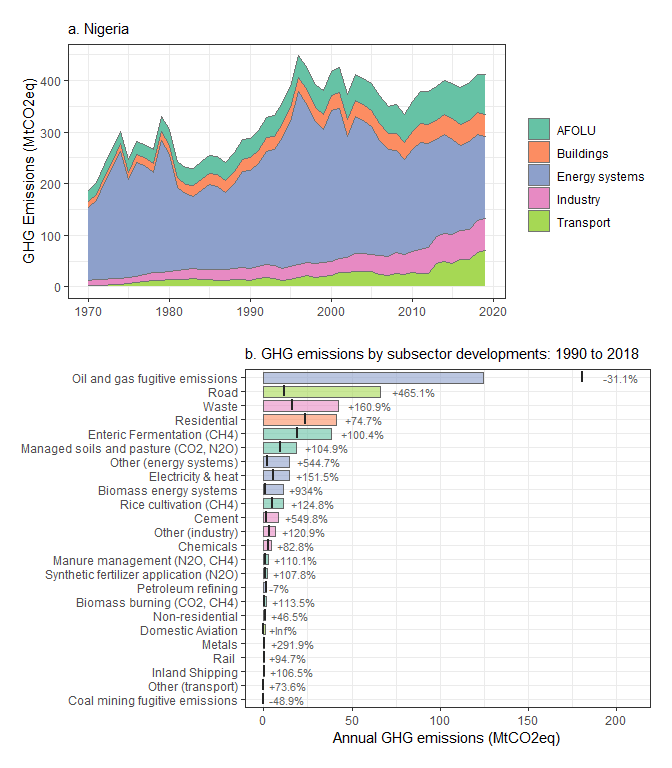 a. Nigeria
GHG Emissions (MtCO2eq)
400
300
200
100
0
1970
1980
1990
2000
2010
2020
AFOLU
Buildings
Energy systems
Industry
Transport
b. GHG emissions by subsector developments: 1990 to 2018
Oil and gas fugitive emissions -31.1%
Road +465.1%
Waste +160.9%
Residential +74.7%
Enteric Fermentation (CH4) +100.4%
Managed soils and pasture (CO2, N2O) +104.9%
Other (energy systems) +544.7%
Electricity & heat +151.5%
Biomass energy systems +934%
Rice cultivation (CH4) +124.8%
Cement +549.8%
Other (industry) +120.9%
Chemicals +82.8%
Manure management (N2O, CH4) +110.1%
Synthetic fertilizer application (N2O) +107.8%
Petroleum refining -7%
Biomass burning (CO2, CH4) +113.5%
Non-residential +46.5%
Domestic Aviation +Inf%
Metals +291.9%
Rail +94.7%
Inland Shipping +106.5%
Other (transport) +73.6%
Coal mining fugitive emissions -48.9%
0 50 100 150 200
Annual GHG emissions (MtCO2eq)